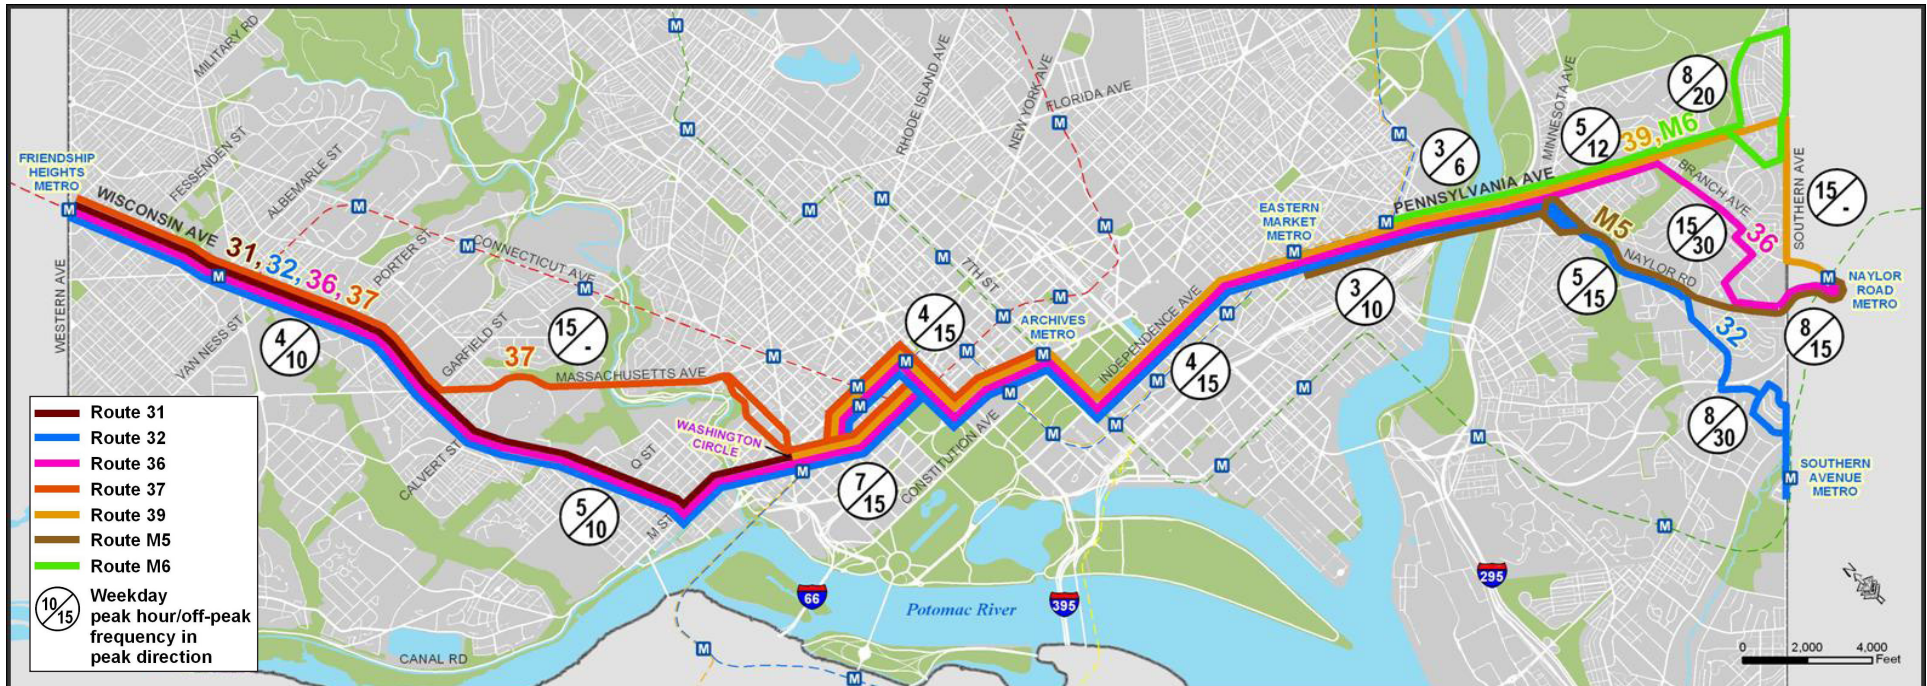 MILITARY RD
RHODE ISLAND AVE
NEW YORK AVE
FLORIDA AVE
MINNESOTA AVE
8/20
5/12
39, M6
3/6
FRIENDSHIP
HEIGHTS
METRO
M
WISCONSIN AVE
FESSENDEN ST
ALBEMARLE ST
31, 32, 36, 37
PORTER ST
CONNECTICUT AVE
WESTERN AVE
VAN NESS ST
4/10
GARFIELD ST
15/-
37
MASSACHUSETTS AVE
7TH ST
4/15
ARCHIVES
METRO
INDEPENDENCE AVE
EASTERN
MARKET
METRO
PENNSYLVANIA AVE
BRANCH AVE
SOUTHERN AVE
15/-
M5
15/30
36
NAYLOR RD
NAYLOR
ROAD
METRO
3/10
5/15
32
8/15
4/15
8/30
SOUTHERN
AVENUE
METRO
WASHINGTON
CIRCLE
CALVERT ST
Q ST
M ST
5/10
7/15
CONSTITUTION AVE
Route 31
Route 32
Route 36
Route 37
Route 39
Route M5
Route M6
10/15
Weekday
peak hour/off-peak
frequency in
peak direction
CANAL RD
66
Potomac River
395
295
N
0 2,000 4,000
Feet